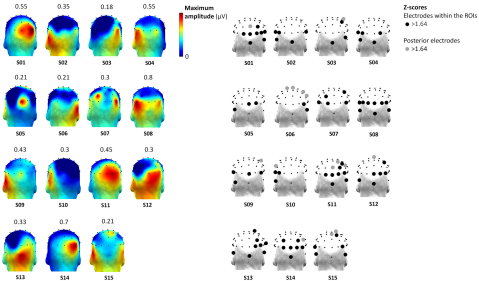 0.55 0.35 0.18 0.55
S01 S02 S03 S04
0.21 0.21 0.3 0.8
S05 S06 S07 S08
0.43 0.3 0.45 0.3
S09 S10 S11 S12
0.33 0.7 0.21
S13 S14 S15
Maximum
amplitude (µV)
0
S01 S02 S03 S04
S05 S06 S07 S08
S09 S10 S11 S12
S13 S14 S15
Z-scores
Electrodes within the ROIs
>1.64
Posterior electrodes
>1.64